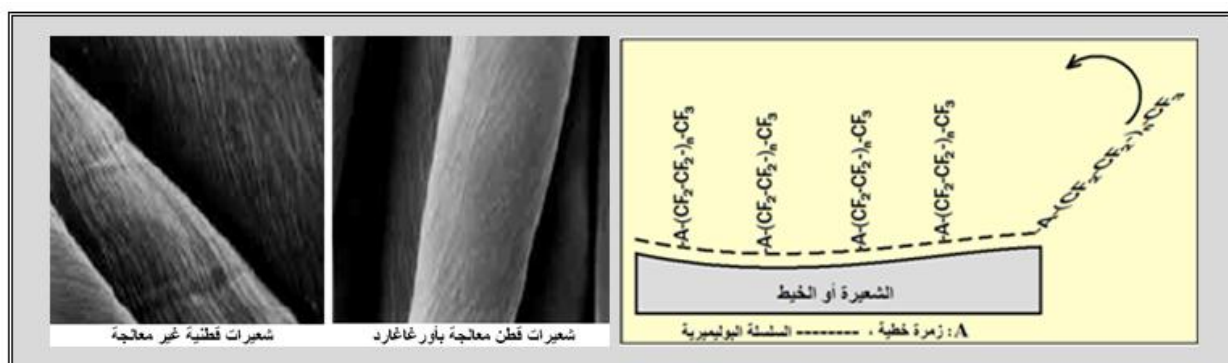 -A-(CF2-CF2-)n-CF3
-A-(CF2-CF2-)n-CF3
-A-(CF2-CF2-)n-CF3
-A-(CF2-CF2-)n-CF3
-A-(CF2-CF2-)n-CF3
الشعيرة أو الخيط
A: زمرة خطية ، -------- السلسلة البوليميرية
شعيرات قطن معالجة بأورغاغارد
شعيرات قطنية غير معالجة